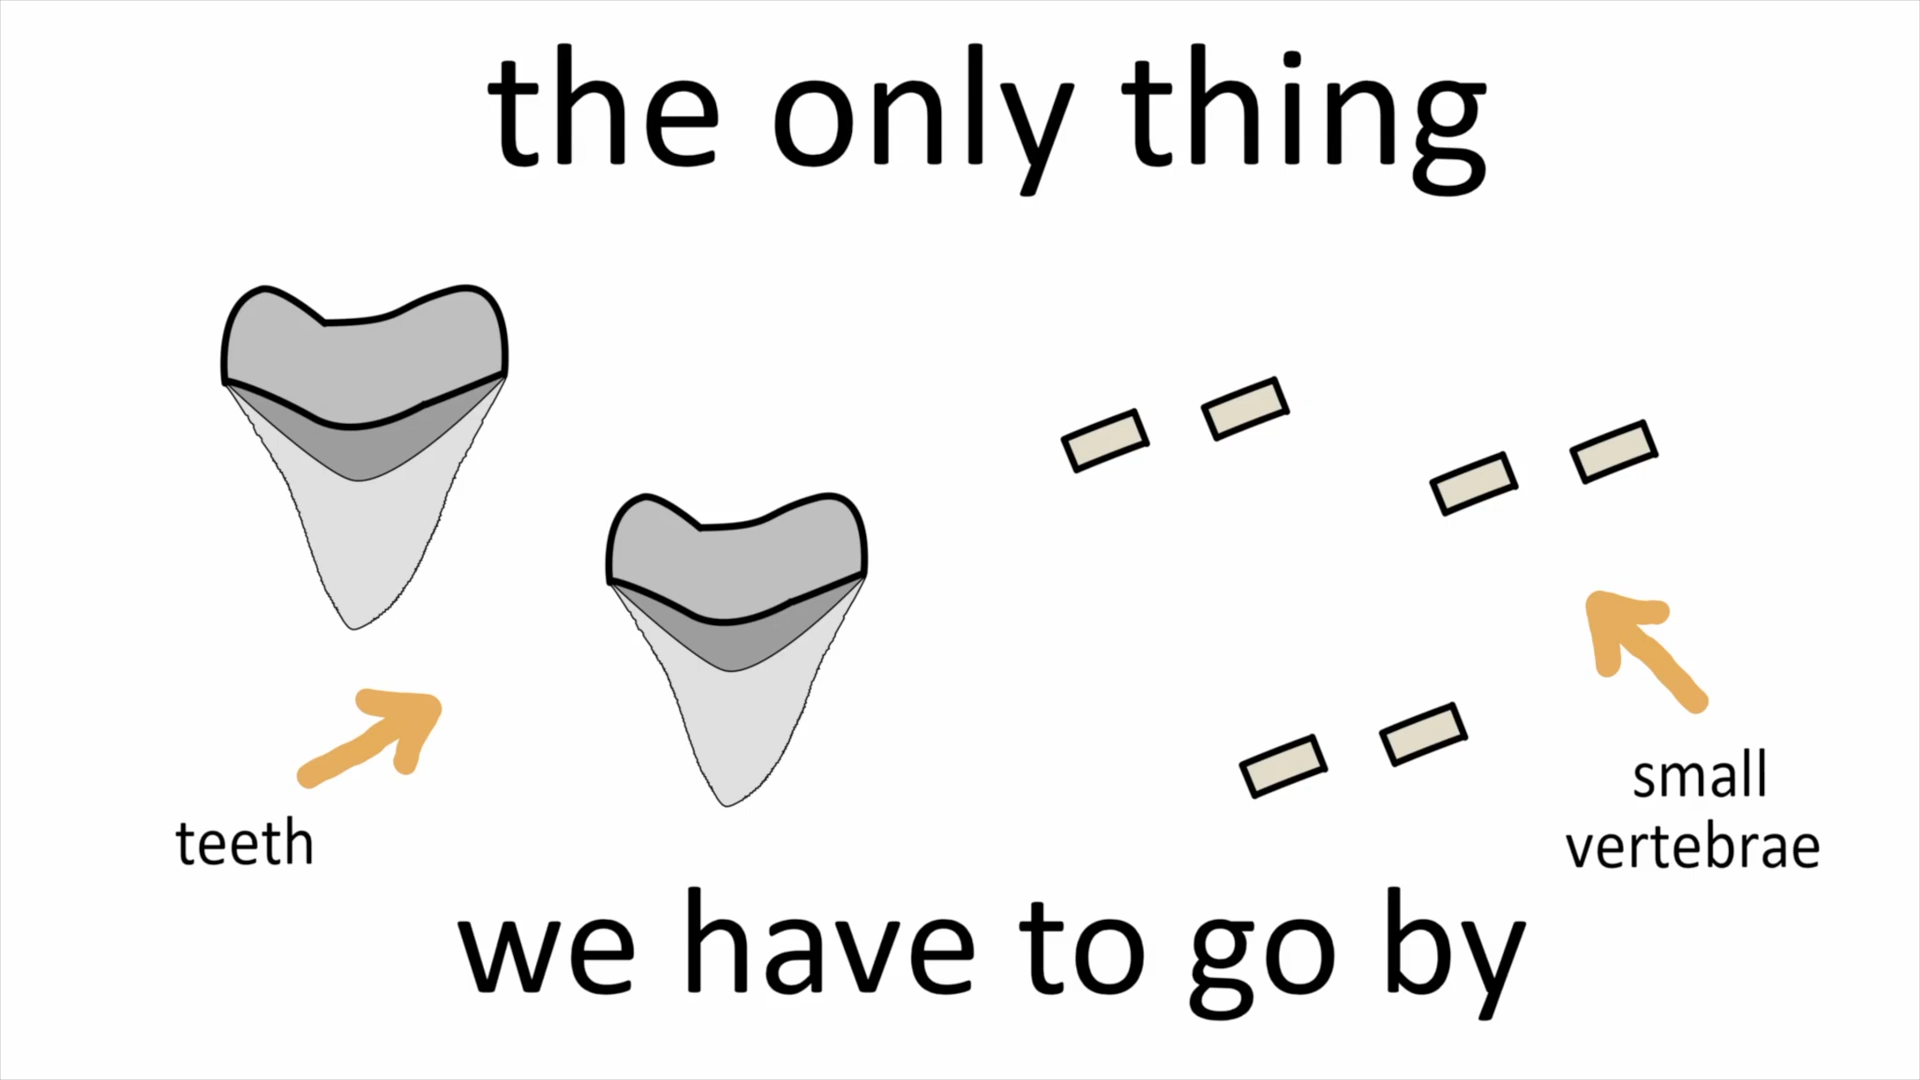 the only thing
teeth
small
vertebrae
we have to go by